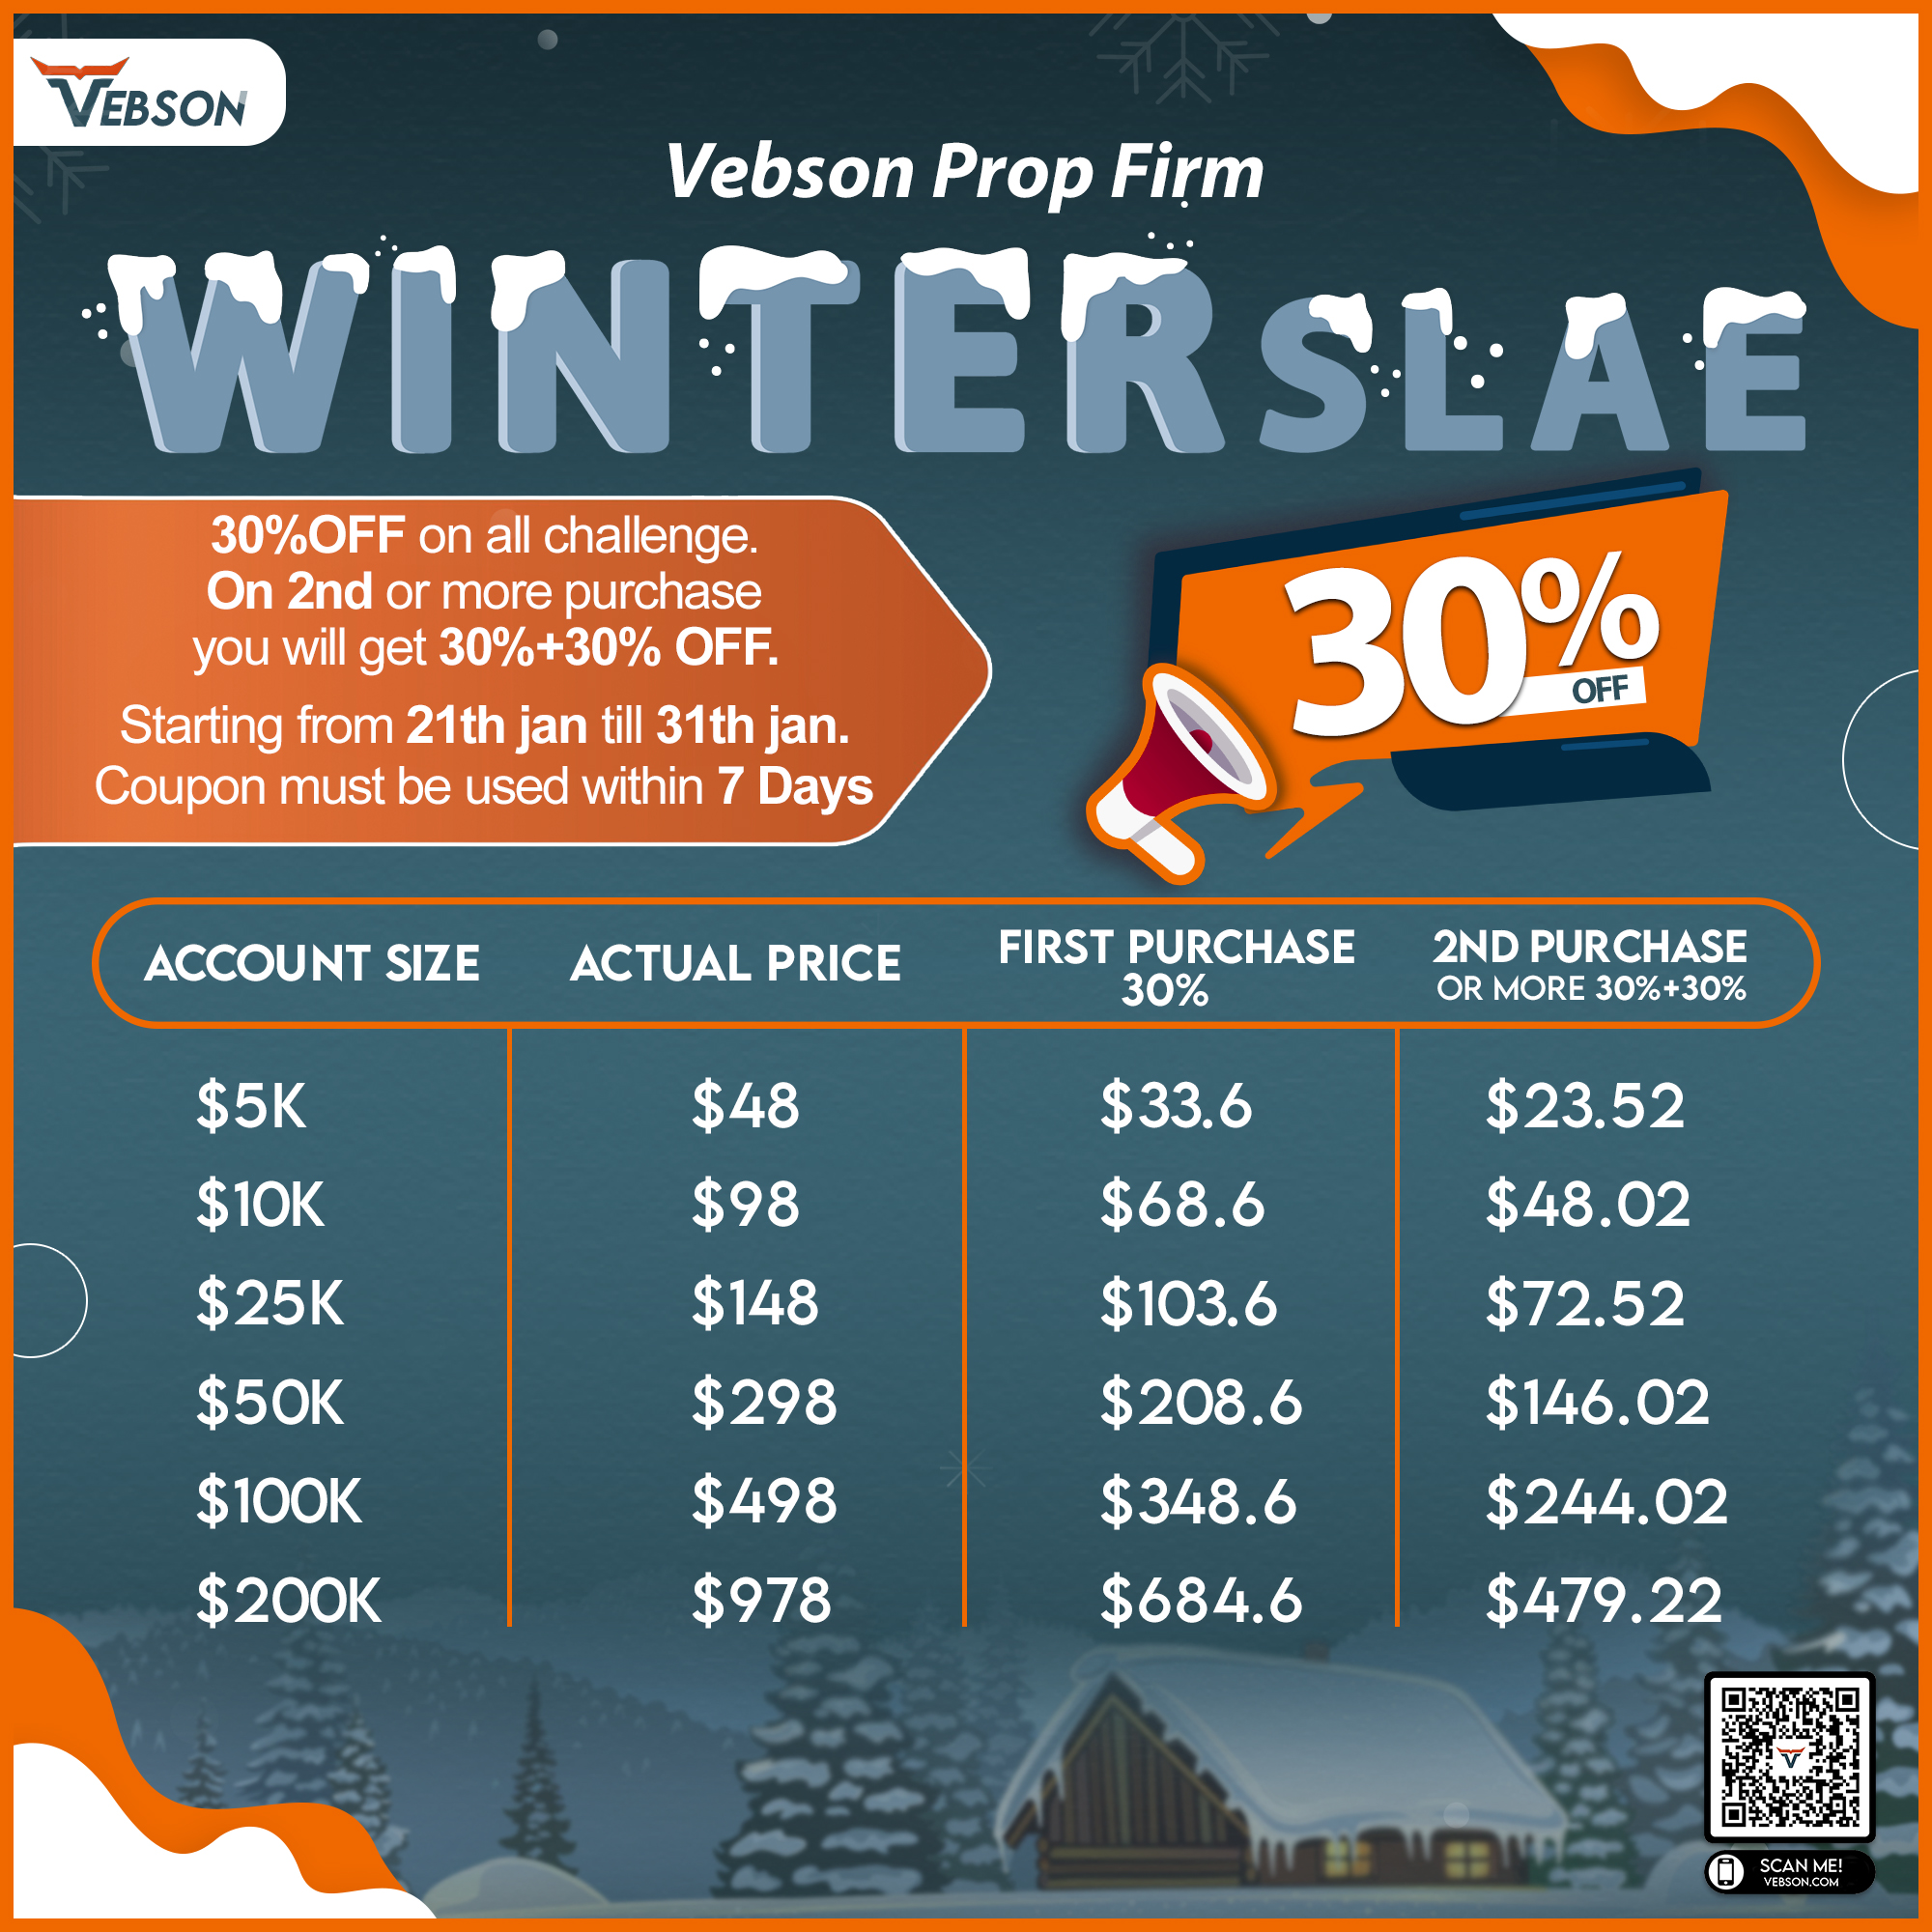 VEBSON
Vebson Prop Firm
WINTER SLAE
30%OFF on all challenge.
On 2nd or more purchase
you will get 30%+30% OFF.
Starting from 21th jan till 31th jan.
Coupon must be used within 7 Days
30%
OFF
ACCOUNT SIZE ACTUAL PRICE FIRST PURCHASE 30% 2ND PURCHASE OR MORE 30%+30%
$5K $48 $33.6 $23.52
$10K $98 $68.6 $48.02
$25K $148 $103.6 $72.52
$50K $298 $208.6 $146.02
$100K $498 $348.6 $244.02
$200K $978 $684.6 $479.22
SCAN ME!
VEBSON.COM